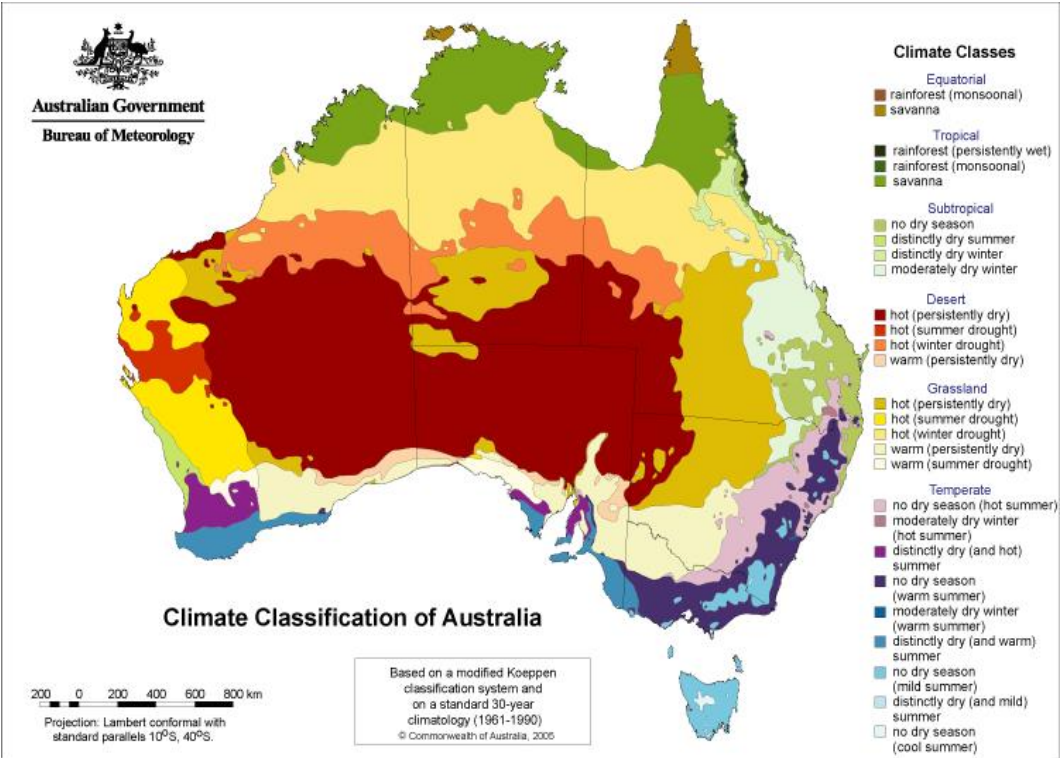 Australian Government
Bureau of Meteorology
Climate Classes
Equatorial
rainforest (monsoonal)
savanna
Tropical
rainforest (persistently wet)
rainforest (monsoonal)
savanna
Subtropical
no dry season
distinctly dry summer
distinctly dry winter
moderately dry winter
Desert
hot (persistently dry)
hot (summer drought)
hot (winter drought)
warm (persistently dry)
Grassland
hot (persistently dry)
hot (summer drought)
hot (winter drought)
warm (persistently dry)
warm (summer drought)
Temperate
no dry season (hot summer)
moderately dry winter
(hot summer)
distinctly dry (and hot)
summer
no dry season
(warm summer)
moderately dry winter
(warm summer)
distinctly dry (and warm)
summer
no dry season
(mild summer)
distinctly dry (and mild)
summer
no dry season
(cool summer)
Climate Classification of Australia
Based on a modified Koeppen
classification system and
on a standard 30-year
climatology (1961-1990)
© Commonwealth of Australia, 2005
200 0 200 400 600 800 km
Projection: Lambert conformal with
standard parallels 10ºS, 40ºS.